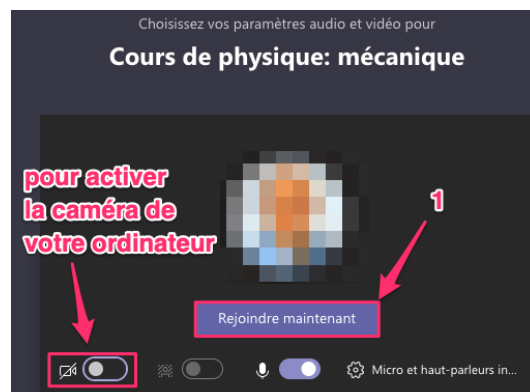 Choisissez vos paramètres audio et vidéo pour
Cours de physique: mécanique
pour activer
la caméra de
votre ordinateur
1
Rejoindre maintenant
Micro et haut-parleurs in...